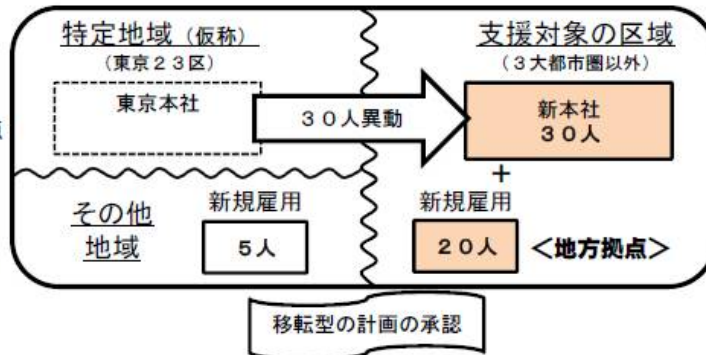 特定地域（仮称）
（東京２３区）
東京本社
３０人異動
支援対象の区域
（３大都市圏以外）
新本社
３０人
+
その他
地域
新規雇用
５人
新規雇用
２０人
＜地方拠点＞
移転型の計画の承認